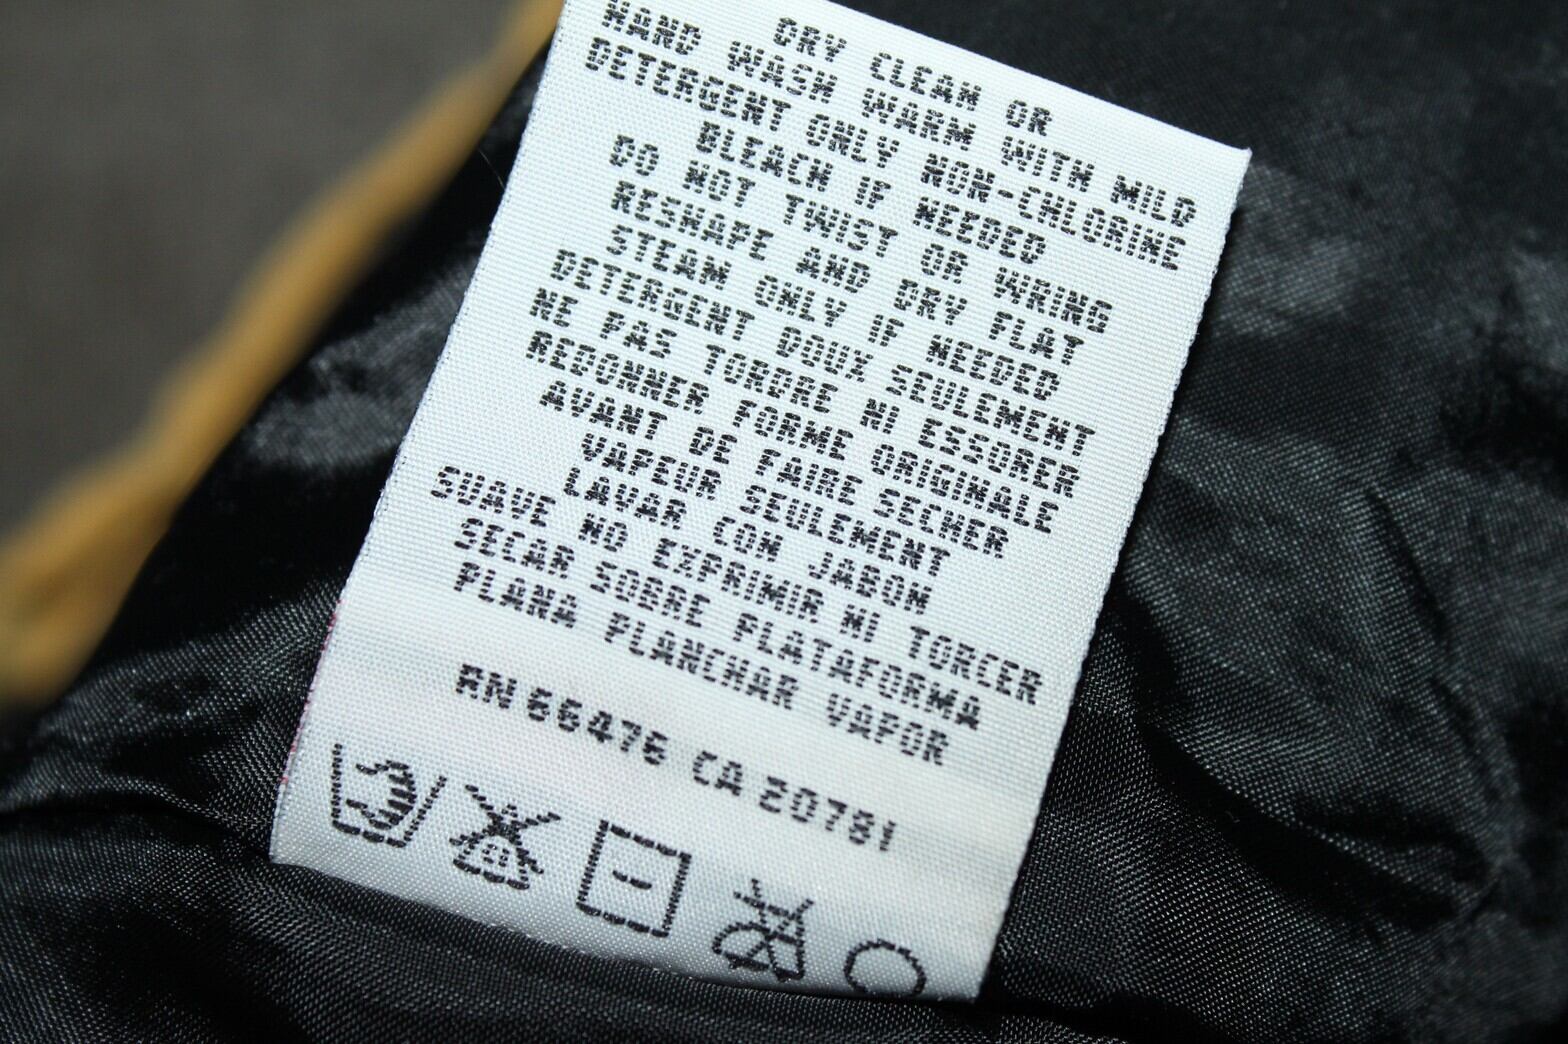 DRY CLEAN OR
HAND WASH WARM WITH MILD
DETERGENT ONLY NON-CHLORINE
BLEACH IF NEEDED
DO NOT TWIST OR WRING
RESHAPE AND DRY FLAT
STEAM ONLY IF NEEDED
DETERGENT DOUX SEULEMENT
NE PAS TORDRE NI ESSORER
REDONNER FORME ORIGINALE
AVANT DE FAIRE SECHER
VAPEUR SEULEMENT
LAVAR CON JABON
SUAVE NO EXPRIMIR NI TORCER
SECAR SOBRE PLATAFORMA
PLANA PLANCHAR VAPOR
RN 66476 CA 20781